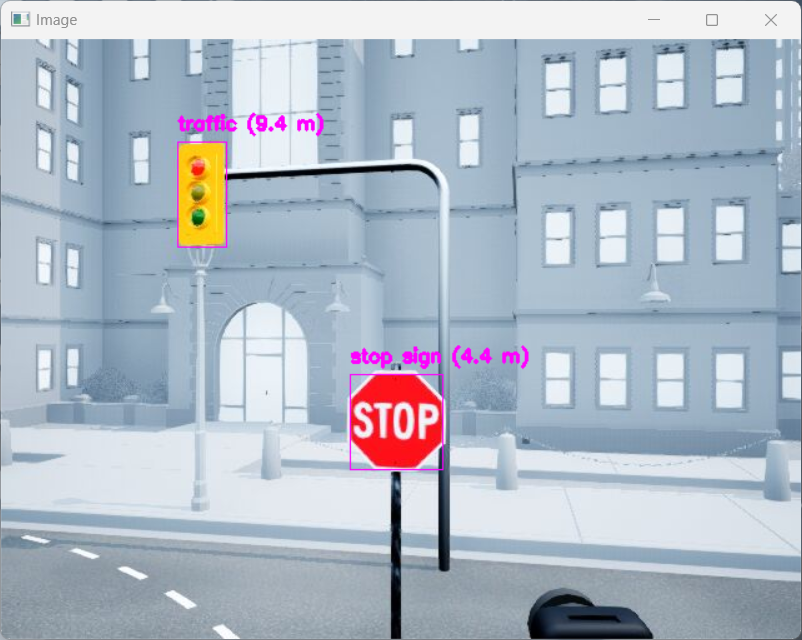 Image
traffic (9.4 m)
stop sign (4.4 m)
STOP